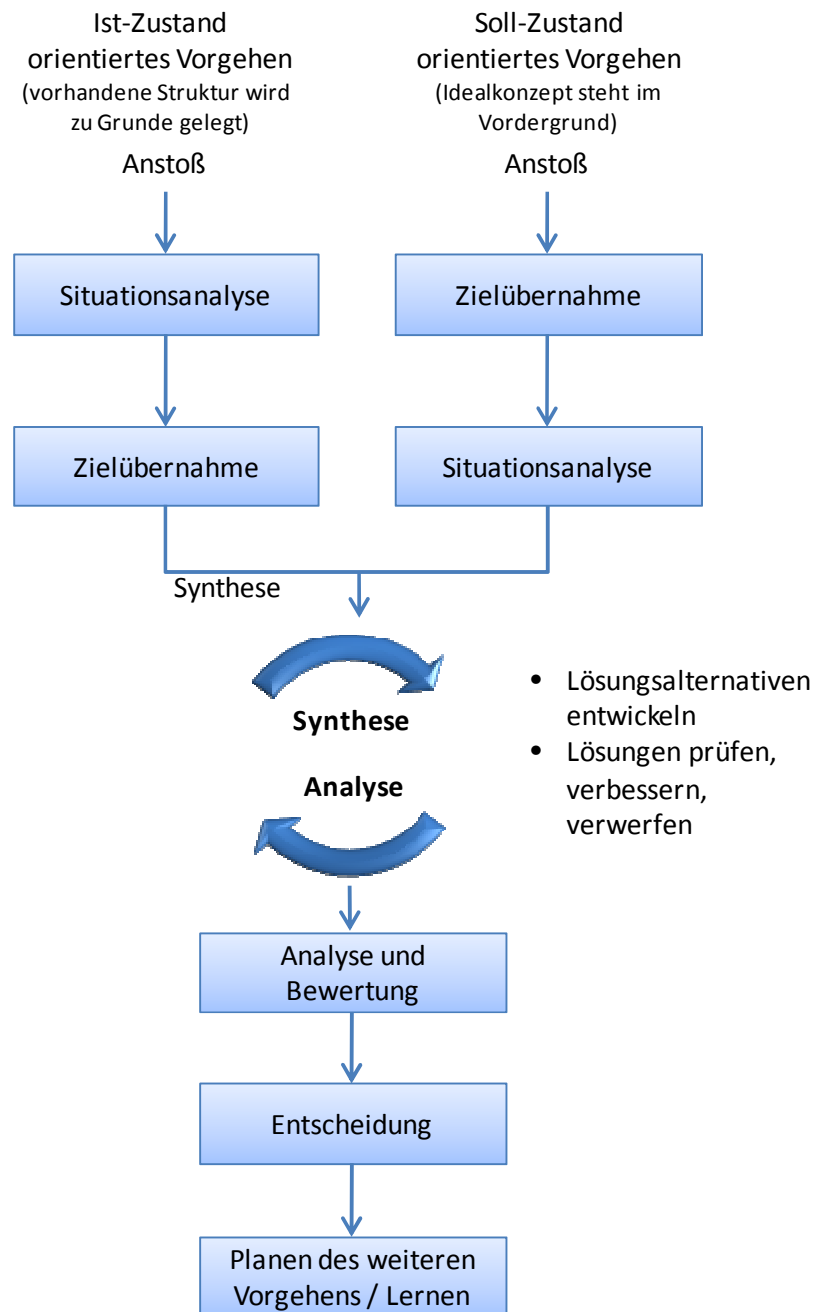 Ist-Zustand
orientiertes Vorgehen
(vorhandene Struktur wird
zu Grunde gelegt)
Anstoß
Soll-Zustand
orientiertes Vorgehen
(Idealkonzept steht im
Vordergrund)
Anstoß
Situationsanalyse
Zielübernahme
Zielübernahme
Situationsanalyse
Synthese
Synthese
Analyse
• Lösungsalternativen
entwickeln
• Lösungen prüfen,
verbessern,
verwerfen
Analyse und
Bewertung
Entscheidung
Planen des weiteren
Vorgehens / Lernen